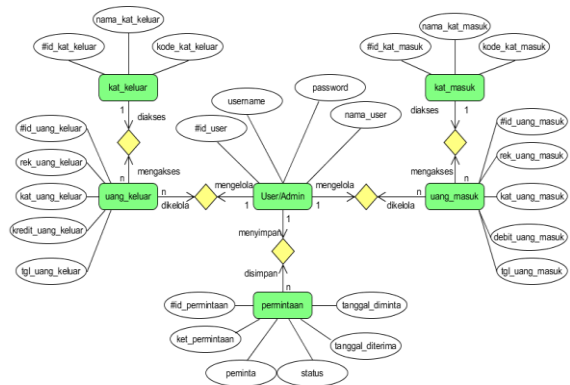 nama_kat_keluar
#id_kat_keluar
kode_kat_keluar
kat_keluar
1
diakses
nama_kat_masuk
#id_kat_masuk
kode_kat_masuk
kat_masuk
diakses
1
#id_uang_keluar
rek_uang_keluar
kat_uang_keluar
kredit_uang_keluar
tgl_uang_keluar
mengakses
n
uang_keluar
n
dikelola
#id_user
username
password
nama_user
mengelola
1
User/Admin
mengelola
1
1
menyimpan
disimpan
n
mengakses
n
n
dikelola
uang_masuk
#id_uang_masuk
rek_uang_masuk
kat_uang_masuk
debit_uang_masuk
tgl_uang_masuk
#id_permintaan
permintaan
tanggal_diminta
ket_permintaan
tanggal_diterima
peminta
status